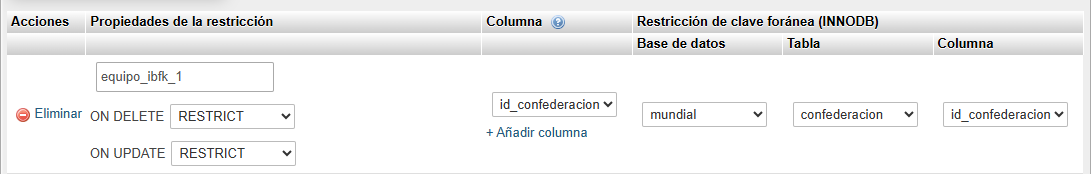 Acciones Propiedades de la restricción Columna Restricción de clave foránea (INNODB)
Base de datos Tabla Columna
equipo_ibfk_1
Eliminar ON DELETE RESTRICT id_confederacion mundial confederacion id_confederacion
+ Añadir columna
ON UPDATE RESTRICT